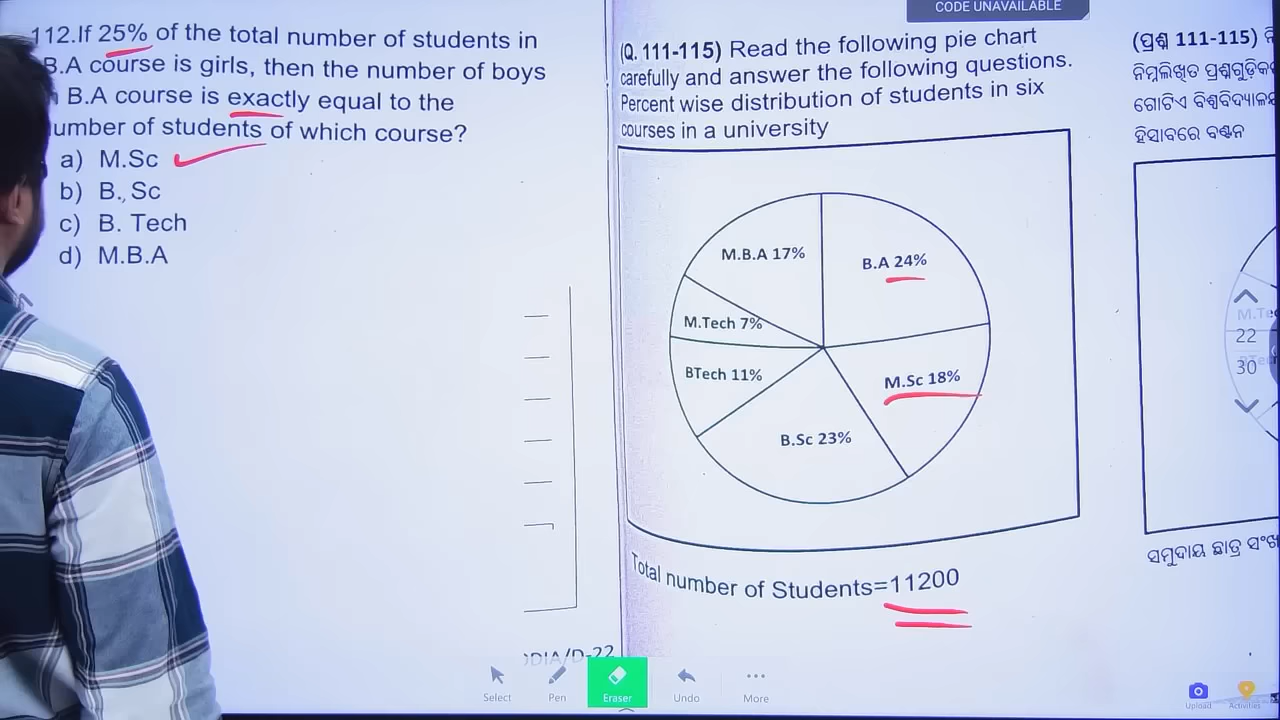 CODE UNAVAILABLE
112.If 25% of the total number of students in
B.A course is girls, then the number of boys
B.A course is exactly equal to the
umber of students of which course?
a) M.Sc
b) B., Sc
c) B. Tech
d) M.B.A
(Q. 111-115) Read the following pie chart
carefully and answer the following questions.
Percent wise distribution of students in six
courses in a university
M.B.A 17%
B.A 24%
M.Tech 7%
BTech 11%
M.Sc 18%
B.Sc 23%
Total number of Students=11200
(ପ୍ରଶ୍ନ 111-115)
ନିମ୍ନଲିଖିତ ପ୍ରଶ୍ନଗୁଡ଼ିକ
ଗୋଟିଏ ବିଶ୍ବବିଦ୍ୟାଳୟ
ହିସାବରେ ବଣ୍ଟନ
M.Te
22
30
ସମୁଦାୟ ଛାତ୍ର ସଂଖ
DIA/D-22
Select
Pen
Eraser
Undo
More
Upload
Activities